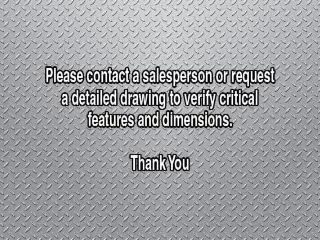 Please contact a salesperson or request
a detailed drawing to verify critical
features and dimensions.
Thank You